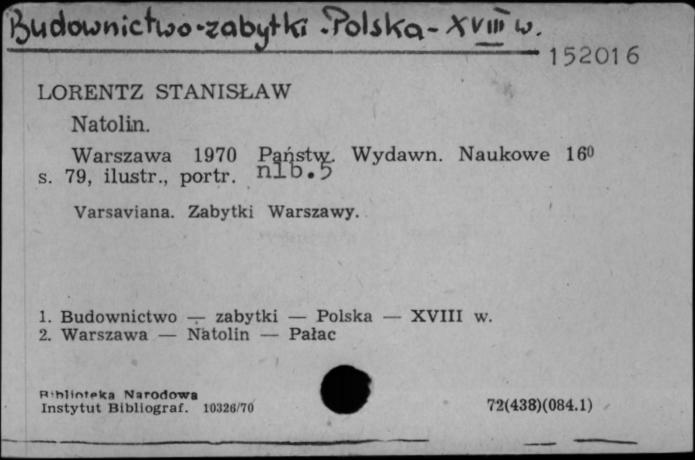 Budownictwo-zabytki-Polska-XVIII w.
152016
LORENTZ STANISŁAW
Natolin.
Warszawa 1970 Państw. Wydawn. Naukowe 16⁰
s. 79, ilustr., portr. nlb.5
Varsaviana. Zabytki Warszawy.
1. Budownictwo — zabytki — Polska — XVIII w.
2. Warszawa — Natolin — Pałac
Biblioteka Narodowa
Instytut Bibliograf. 10326/70
72(438)(084.1)